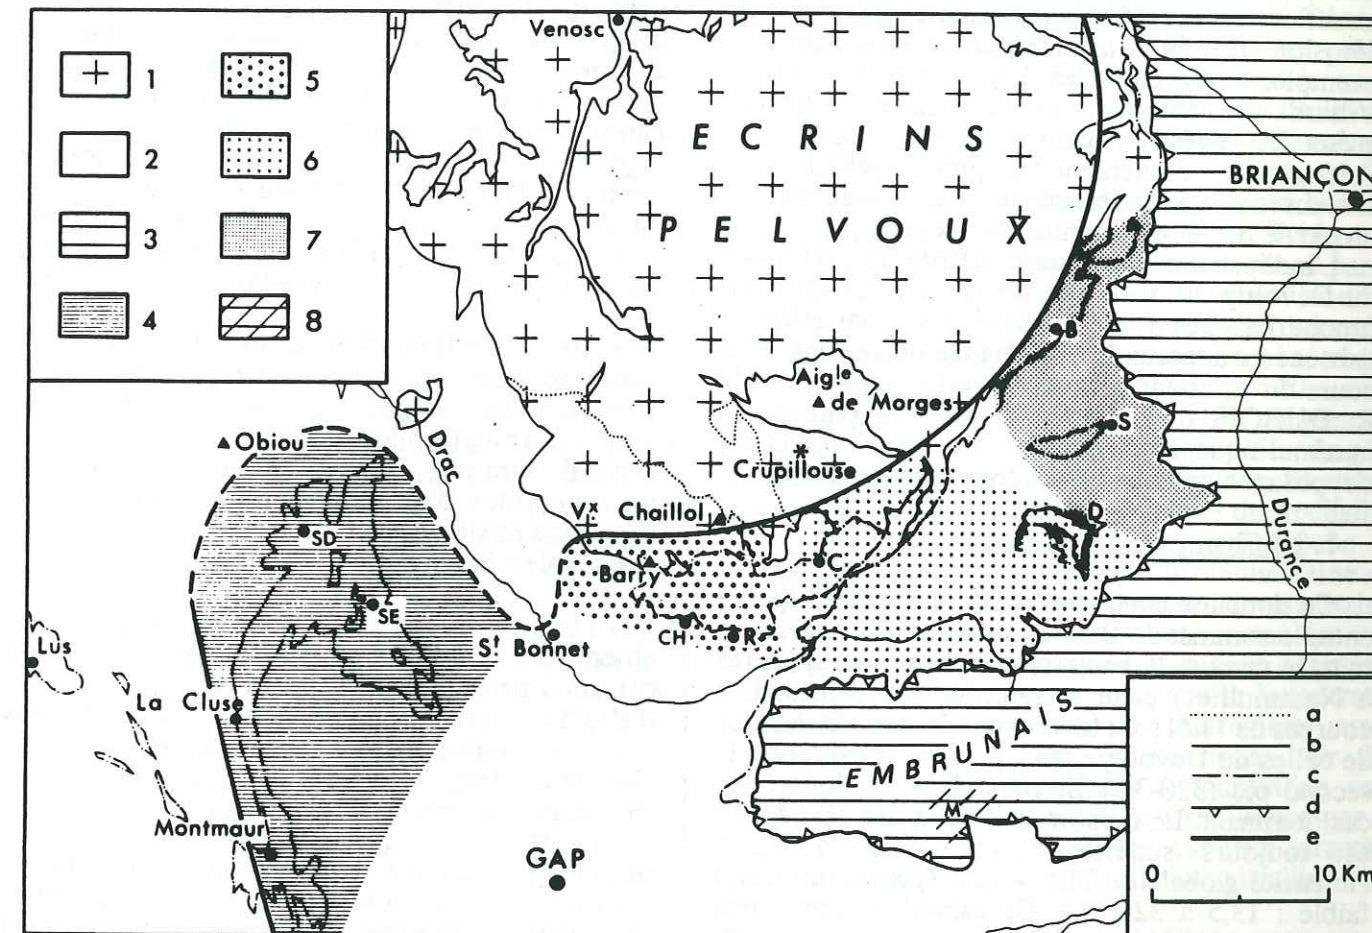 1
2
3
4
5
6
7
8
Venosc
ECRINS
PELVOUX
BRIANÇON
B
Aigle
de Morges
S
Crupillouse
Drac
Obiou
Vx Chaillol
D
Durance
SD
Barry
C
SE
CH
R
St Bonnet
Lus
La Cluse
EMBRUNAIS
M
Montmaur
GAP
a
b
c
d
e
0 10 Km